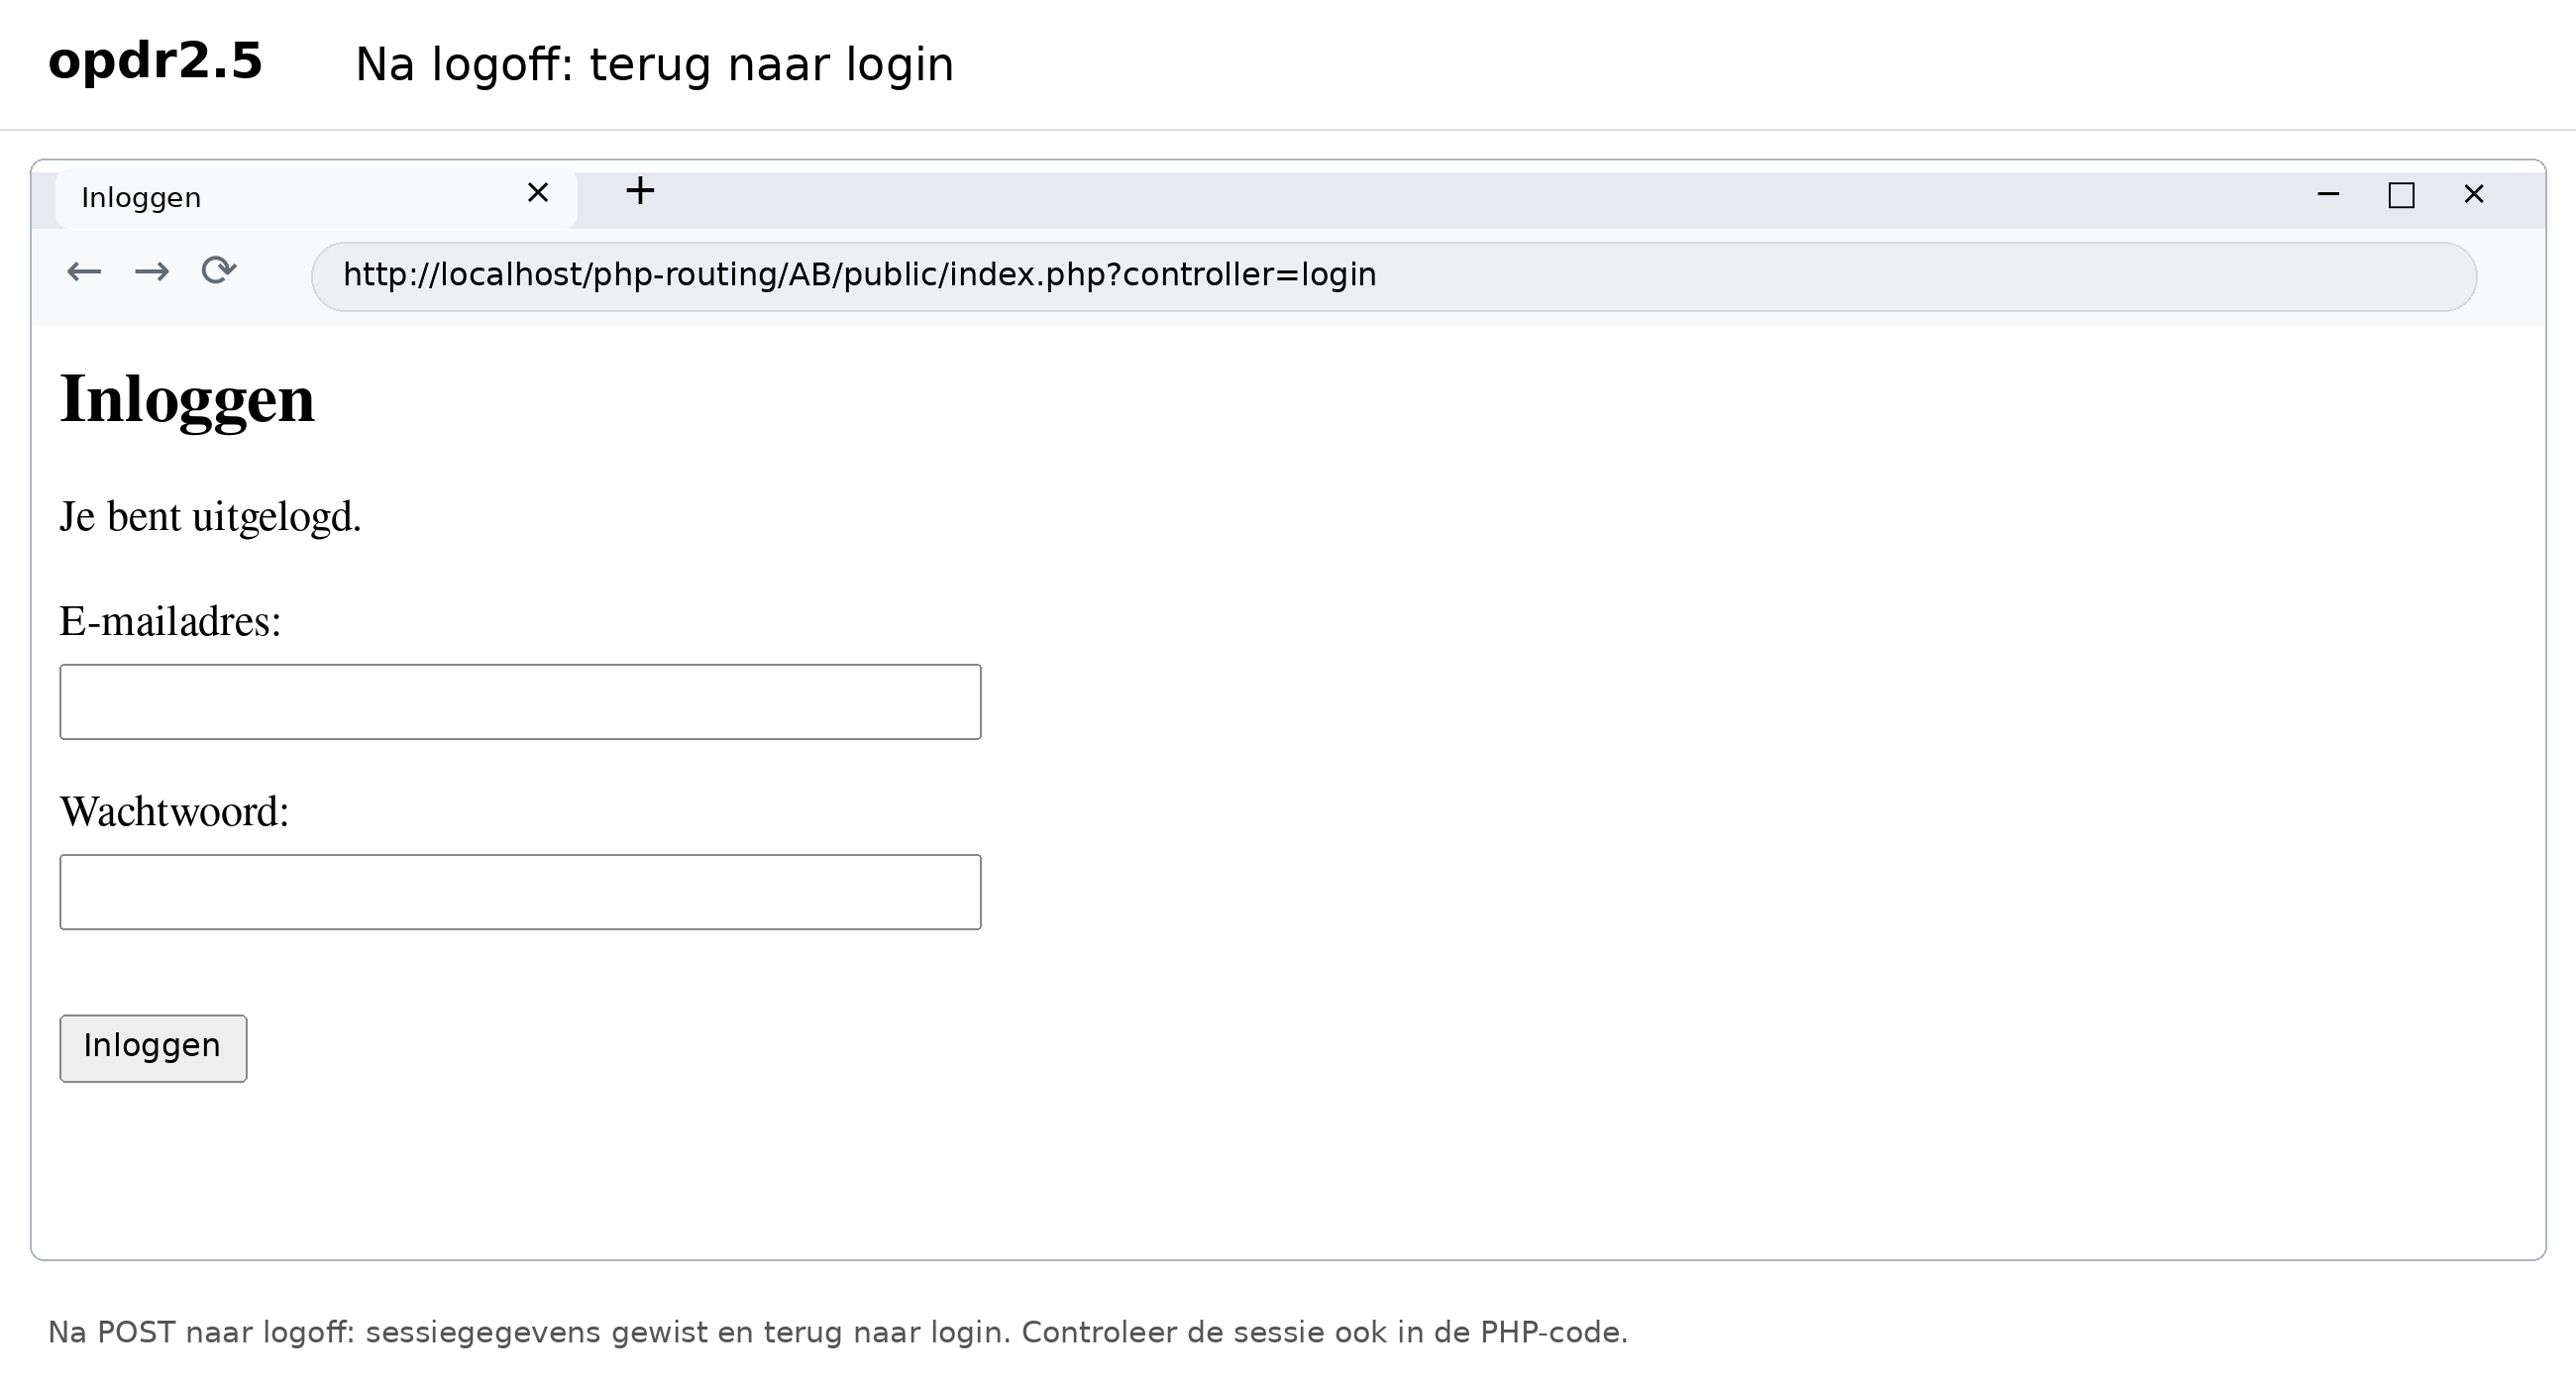 opdr2.5 Na logoff: terug naar login
Inloggen × +
http://localhost/php-routing/AB/public/index.php?controller=login
Inloggen
Je bent uitgelogd.
E-mailadres:
Wachtwoord:
Inloggen
Na POST naar logoff: sessiegegevens gewist en terug naar login. Controleer de sessie ook in de PHP-code.